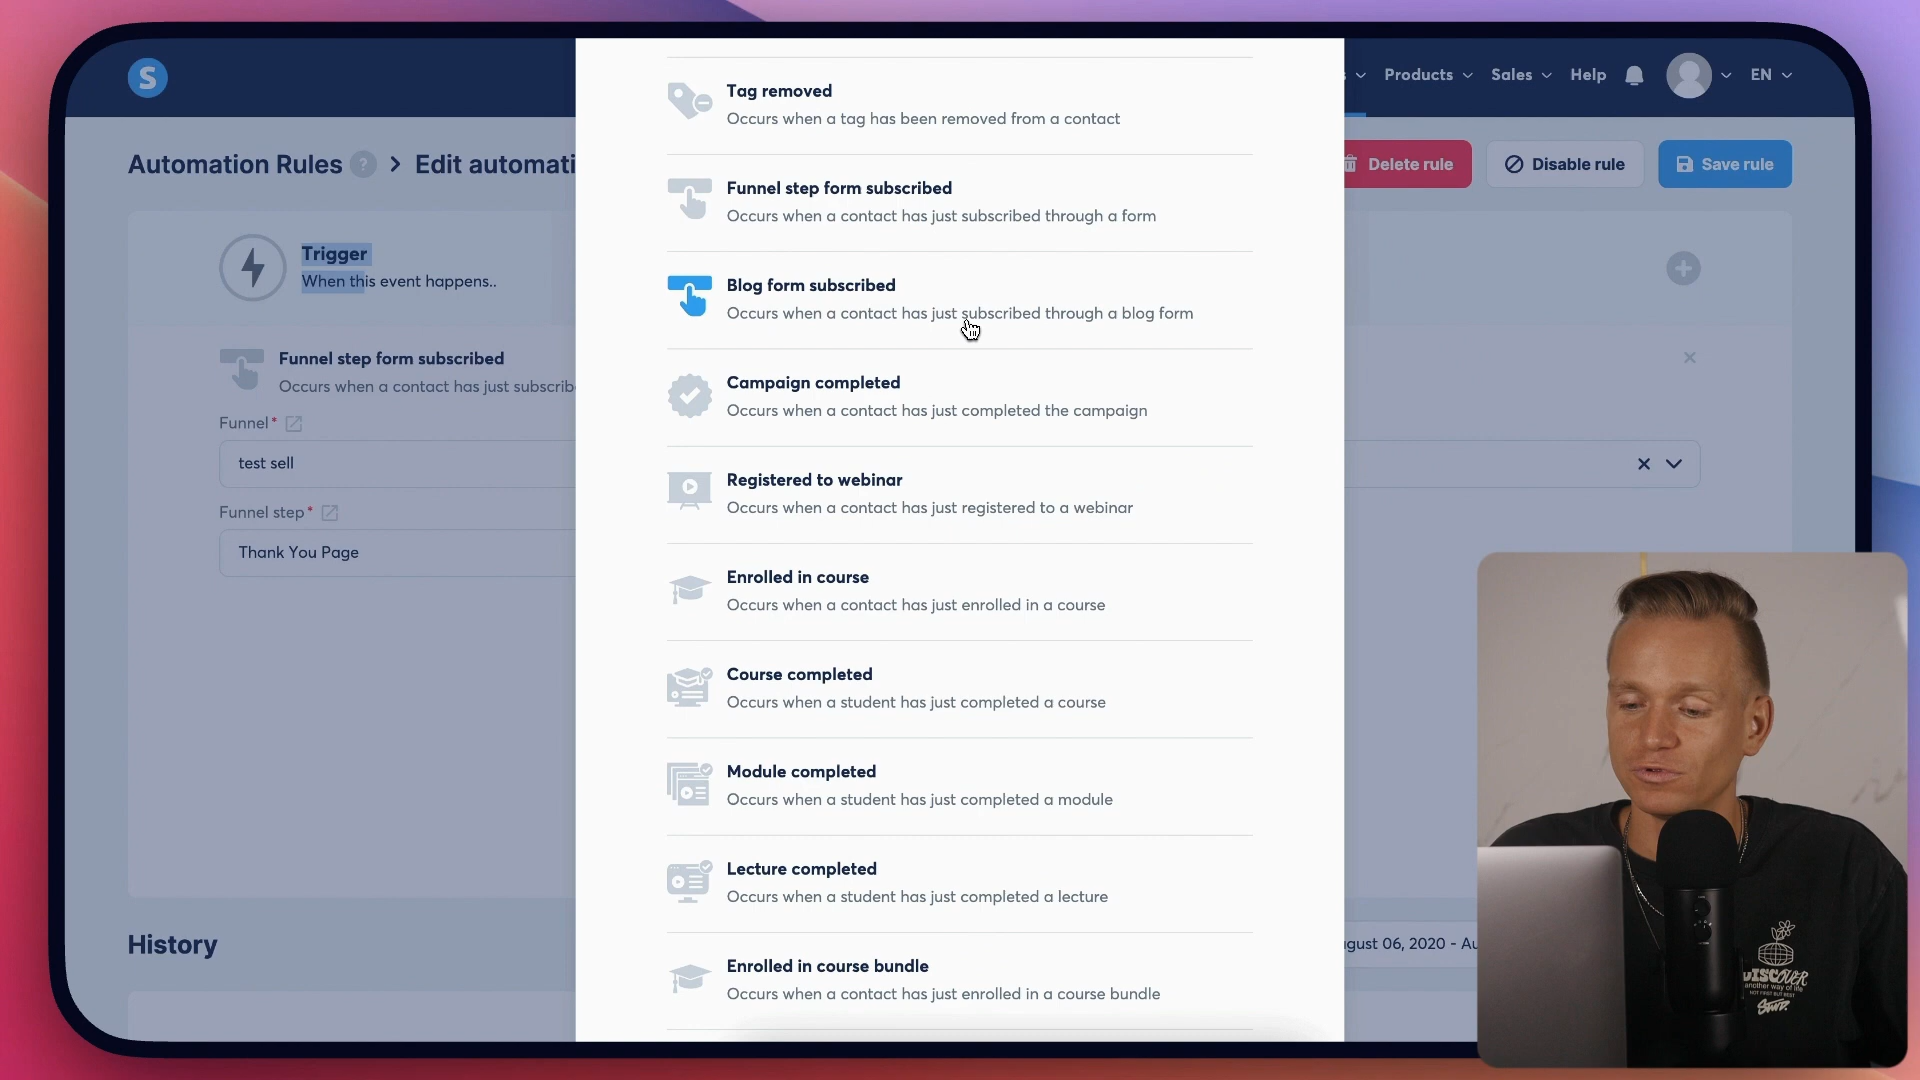 S
Products
Sales
Help
EN
Automation Rules ? > Edit automati
Delete rule
Disable rule
Save rule
Trigger
When this event happens..
Funnel step form subscribed
Occurs when a contact has just subscrib
Funnel*
test sell
Funnel step*
Thank You Page
History
gust 06, 2020 - Au
Tag removed
Occurs when a tag has been removed from a contact
Funnel step form subscribed
Occurs when a contact has just subscribed through a form
Blog form subscribed
Occurs when a contact has just subscribed through a blog form
Campaign completed
Occurs when a contact has just completed the campaign
Registered to webinar
Occurs when a contact has just registered to a webinar
Enrolled in course
Occurs when a contact has just enrolled in a course
Course completed
Occurs when a student has just completed a course
Module completed
Occurs when a student has just completed a module
Lecture completed
Occurs when a student has just completed a lecture
Enrolled in course bundle
Occurs when a contact has just enrolled in a course bundle
DISCOVER
another way of life